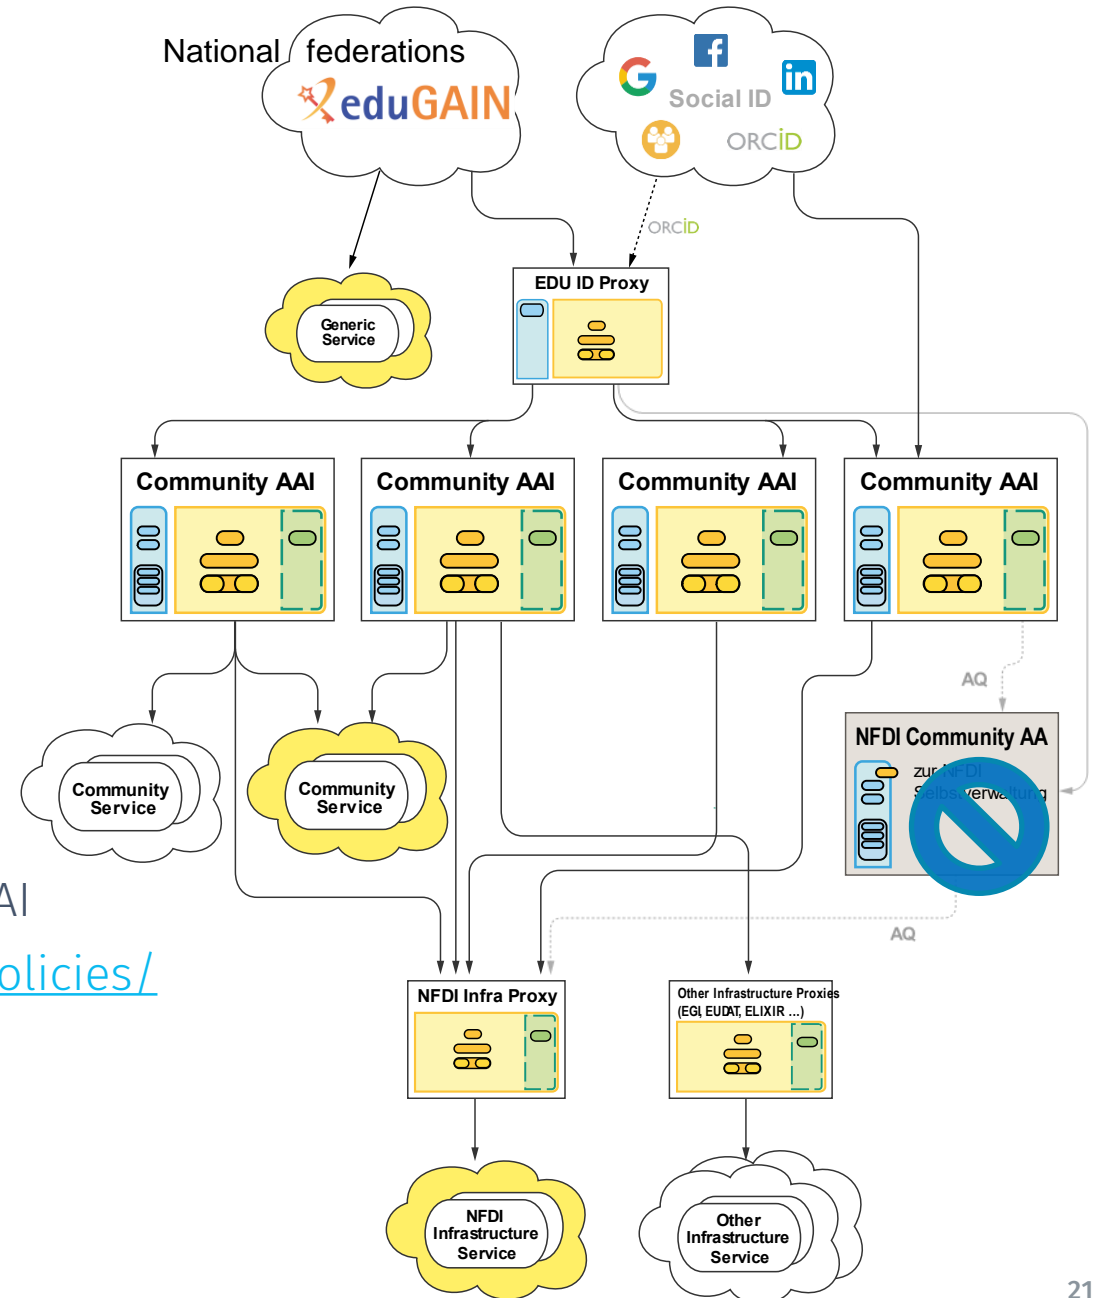 National federations
eduGAIN
Social ID
ORCID
ORCID
EDU ID Proxy
Generic
Service
Community AAI
Community AAI
Community AAI
Community AAI
AQ
NFDI Community AA
zur NFDI
Selbstverwaltung
Community
Service
Community
Service
AI
olicies/
AQ
NFDI Infra Proxy
Other Infrastructure Proxies
(EGI, EUDAT, ELIXIR ...)
NFDI
Infrastructure
Service
Other
Infrastructure
Service
21